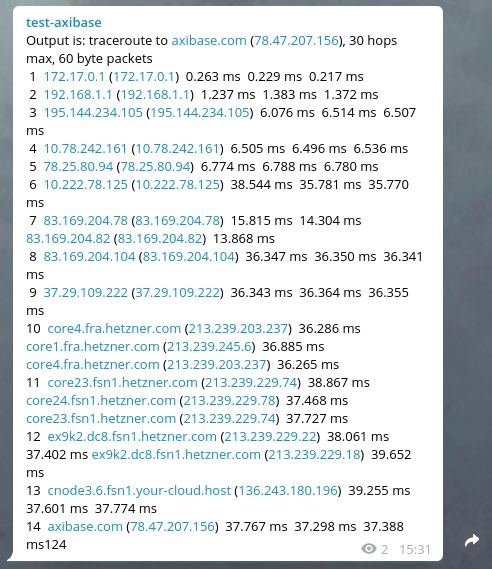 test-axibase
Output is: traceroute to axibase.com (78.47.207.156), 30 hops
max, 60 byte packets
1 172.17.0.1 (172.17.0.1) 0.263 ms 0.229 ms 0.217 ms
2 192.168.1.1 (192.168.1.1) 1.237 ms 1.383 ms 1.372 ms
3 195.144.234.105 (195.144.234.105) 6.076 ms 6.514 ms 6.507
ms
4 10.78.242.161 (10.78.242.161) 6.505 ms 6.496 ms 6.536 ms
5 78.25.80.94 (78.25.80.94) 6.774 ms 6.788 ms 6.780 ms
6 10.222.78.125 (10.222.78.125) 38.544 ms 35.781 ms 35.770
ms
7 83.169.204.78 (83.169.204.78) 15.815 ms 14.304 ms
83.169.204.82 (83.169.204.82) 13.868 ms
8 83.169.204.104 (83.169.204.104) 36.347 ms 36.350 ms 36.341
ms
9 37.29.109.222 (37.29.109.222) 36.343 ms 36.364 ms 36.355
ms
10 core4.fra.hetzner.com (213.239.203.237) 36.286 ms
core1.fra.hetzner.com (213.239.245.6) 36.885 ms
core4.fra.hetzner.com (213.239.203.237) 36.265 ms
11 core23.fsn1.hetzner.com (213.239.229.74) 38.867 ms
core24.fsn1.hetzner.com (213.239.229.78) 37.468 ms
core23.fsn1.hetzner.com (213.239.229.74) 37.727 ms
12 ex9k2.dc8.fsn1.hetzner.com (213.239.229.22) 38.061 ms
37.402 ms ex9k2.dc8.fsn1.hetzner.com (213.239.229.18) 39.652
ms
13 cnode3.6.fsn1.your-cloud.host (136.243.180.196) 39.255 ms
37.601 ms 37.774 ms
14 axibase.com (78.47.207.156) 37.767 ms 37.298 ms 37.388
ms124
2 15:31